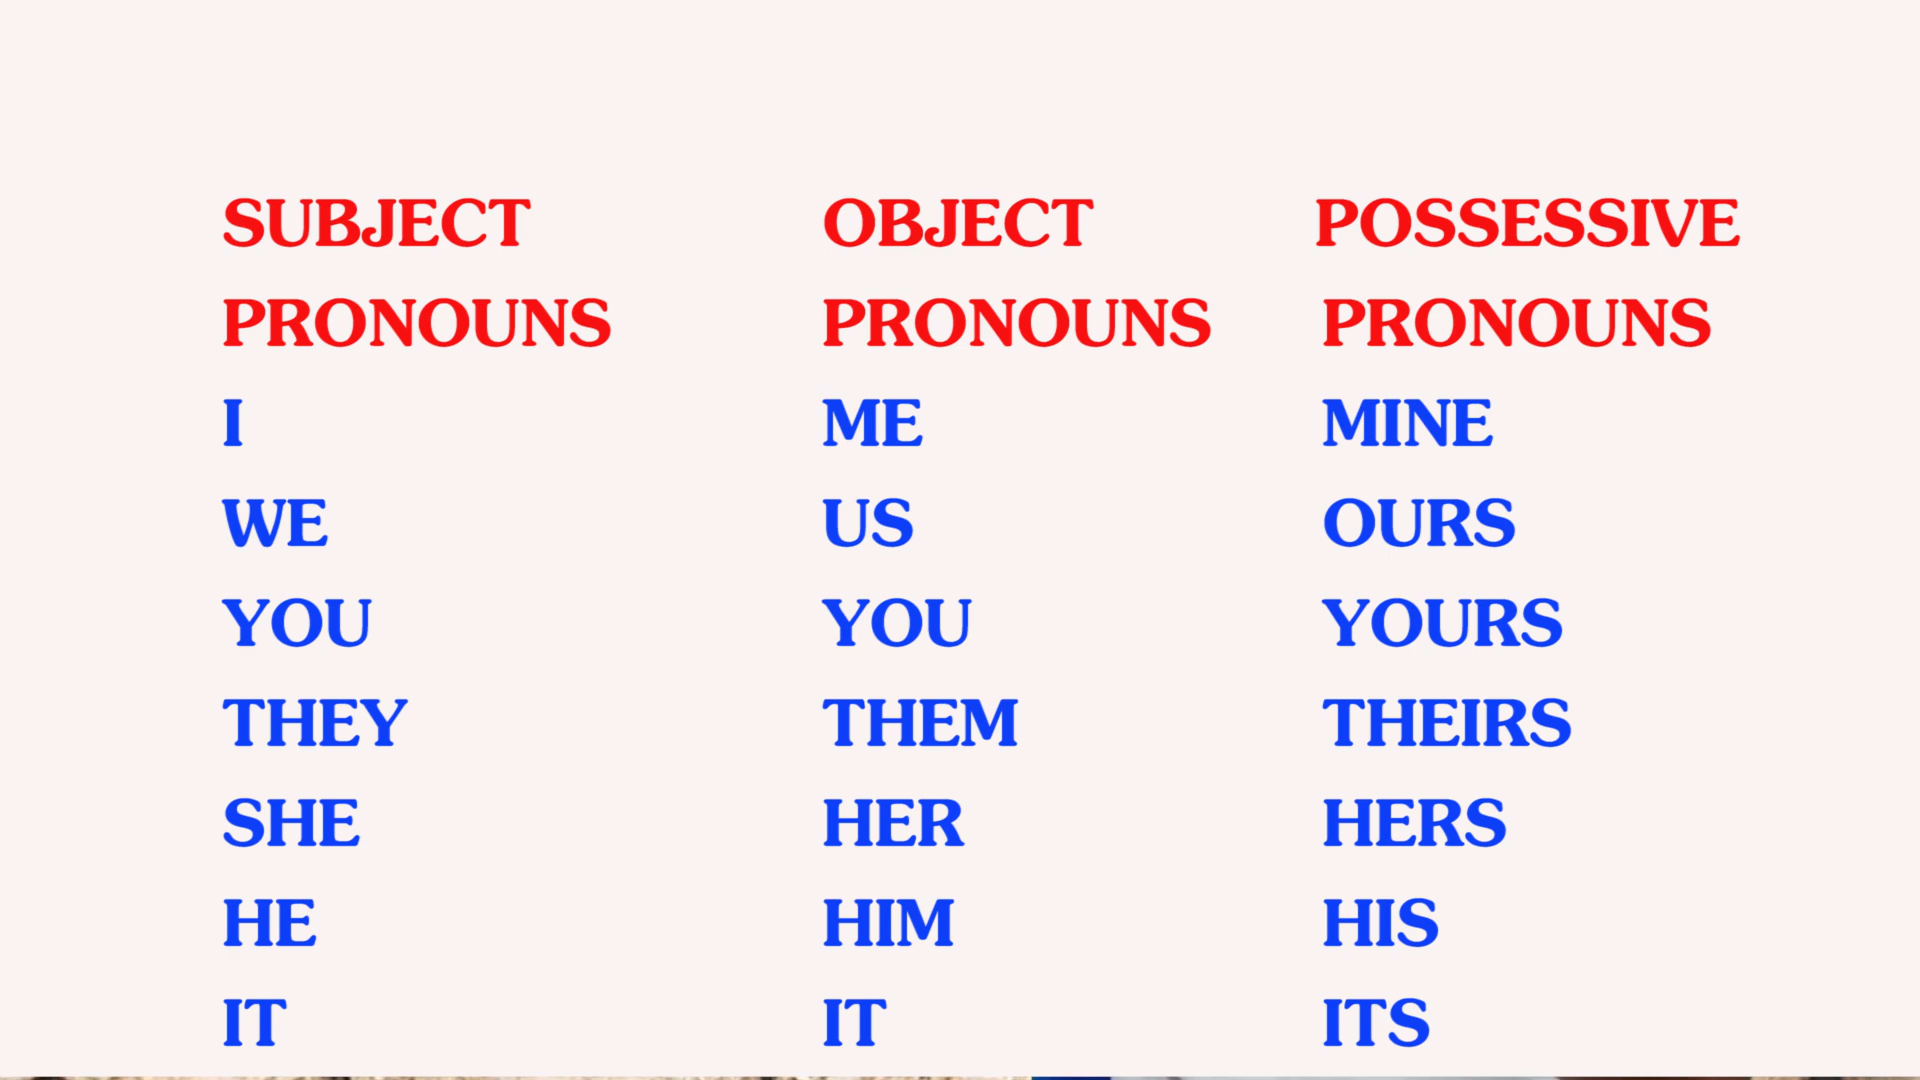 SUBJECT OBJECT POSSESSIVE
PRONOUNS PRONOUNS PRONOUNS
I ME MINE
WE US OURS
YOU YOU YOURS
THEY THEM THEIRS
SHE HER HERS
HE HIM HIS
IT IT ITS